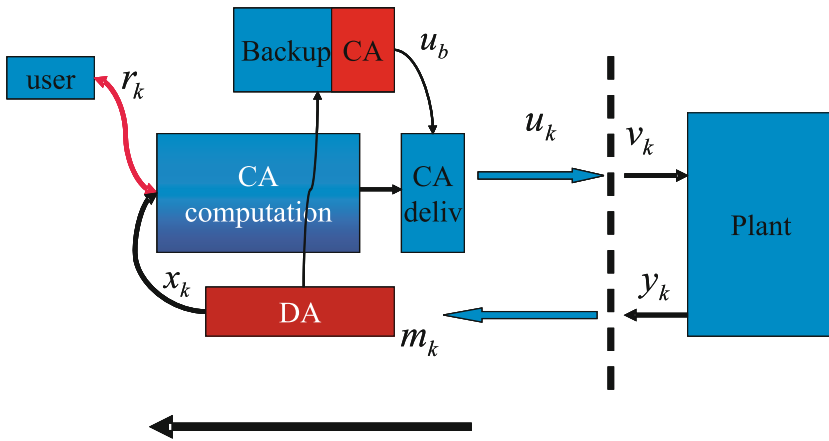 Backup CA
u_b
user
r_k
u_k
v_k
CA
computation
CA
deliv
Plant
x_k
y_k
DA
m_k